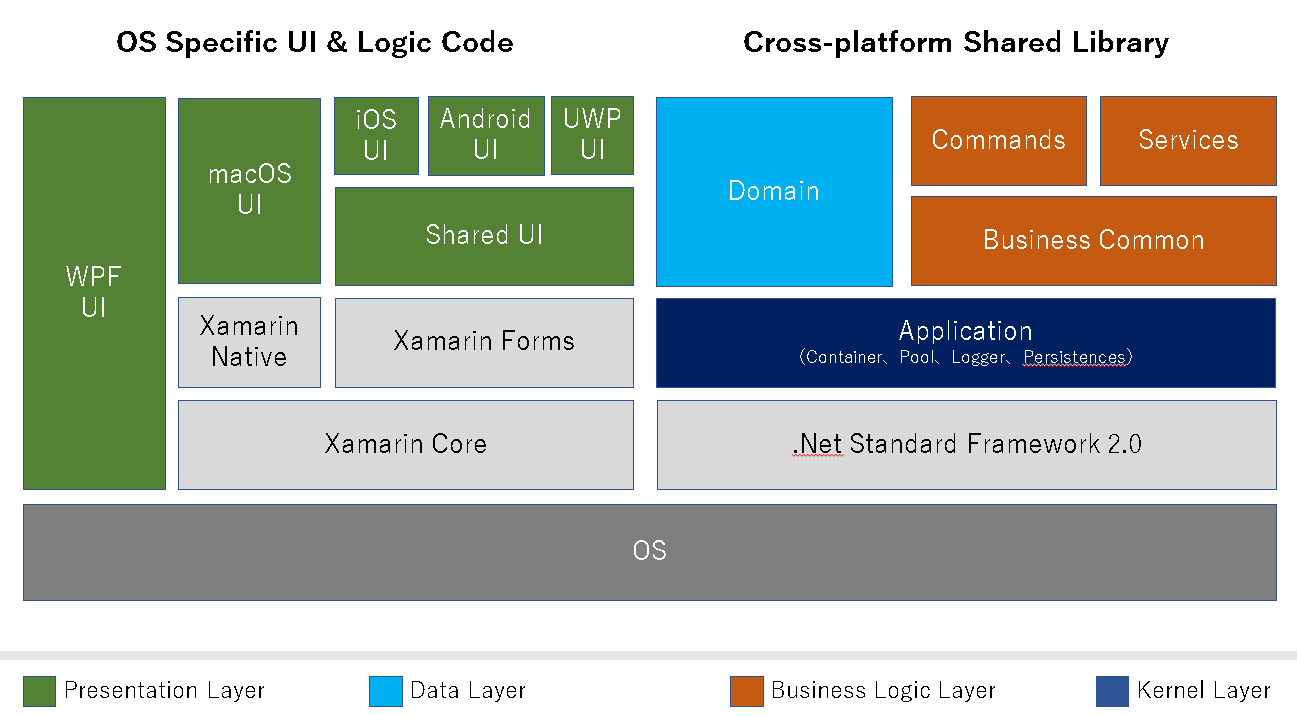 OS Specific UI & Logic Code
Cross-platform Shared Library
WPF
UI
macOS
UI
iOS
UI
Android
UI
UWP
UI
Shared UI
Xamarin
Native
Xamarin Forms
Xamarin Core
Domain
Commands
Services
Business Common
Application
（Container、Pool、Logger、Persistences）
.Net Standard Framework 2.0
OS
Presentation Layer
Data Layer
Business Logic Layer
Kernel Layer